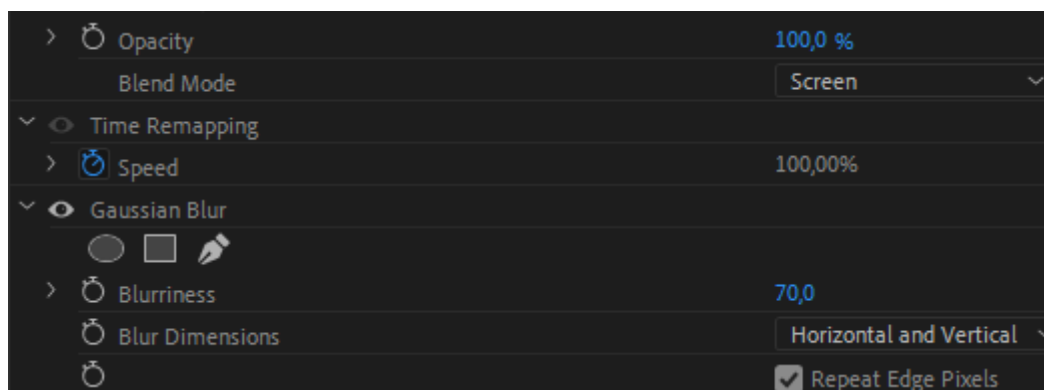 Opacity 100,0 %
Blend Mode Screen
Time Remapping
Speed 100,00%
Gaussian Blur
Blurriness 70,0
Blur Dimensions Horizontal and Vertical
Repeat Edge Pixels